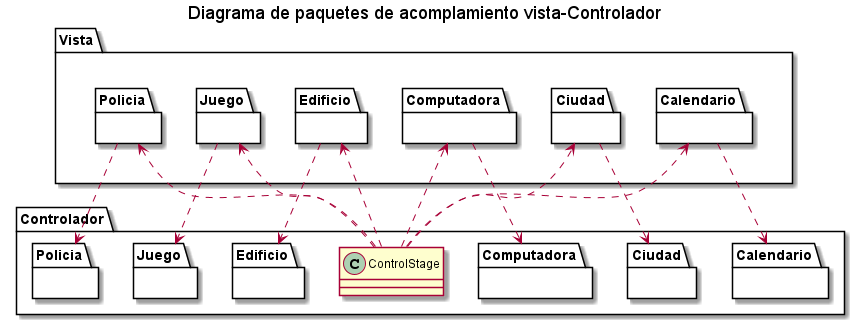 Diagrama de paquetes de acomplamiento vista-Controlador
Vista
Policia
Juego
Edificio
Computadora
Ciudad
Calendario
Controlador
Policia
Juego
Edificio
C
ControlStage
Computadora
Ciudad
Calendario